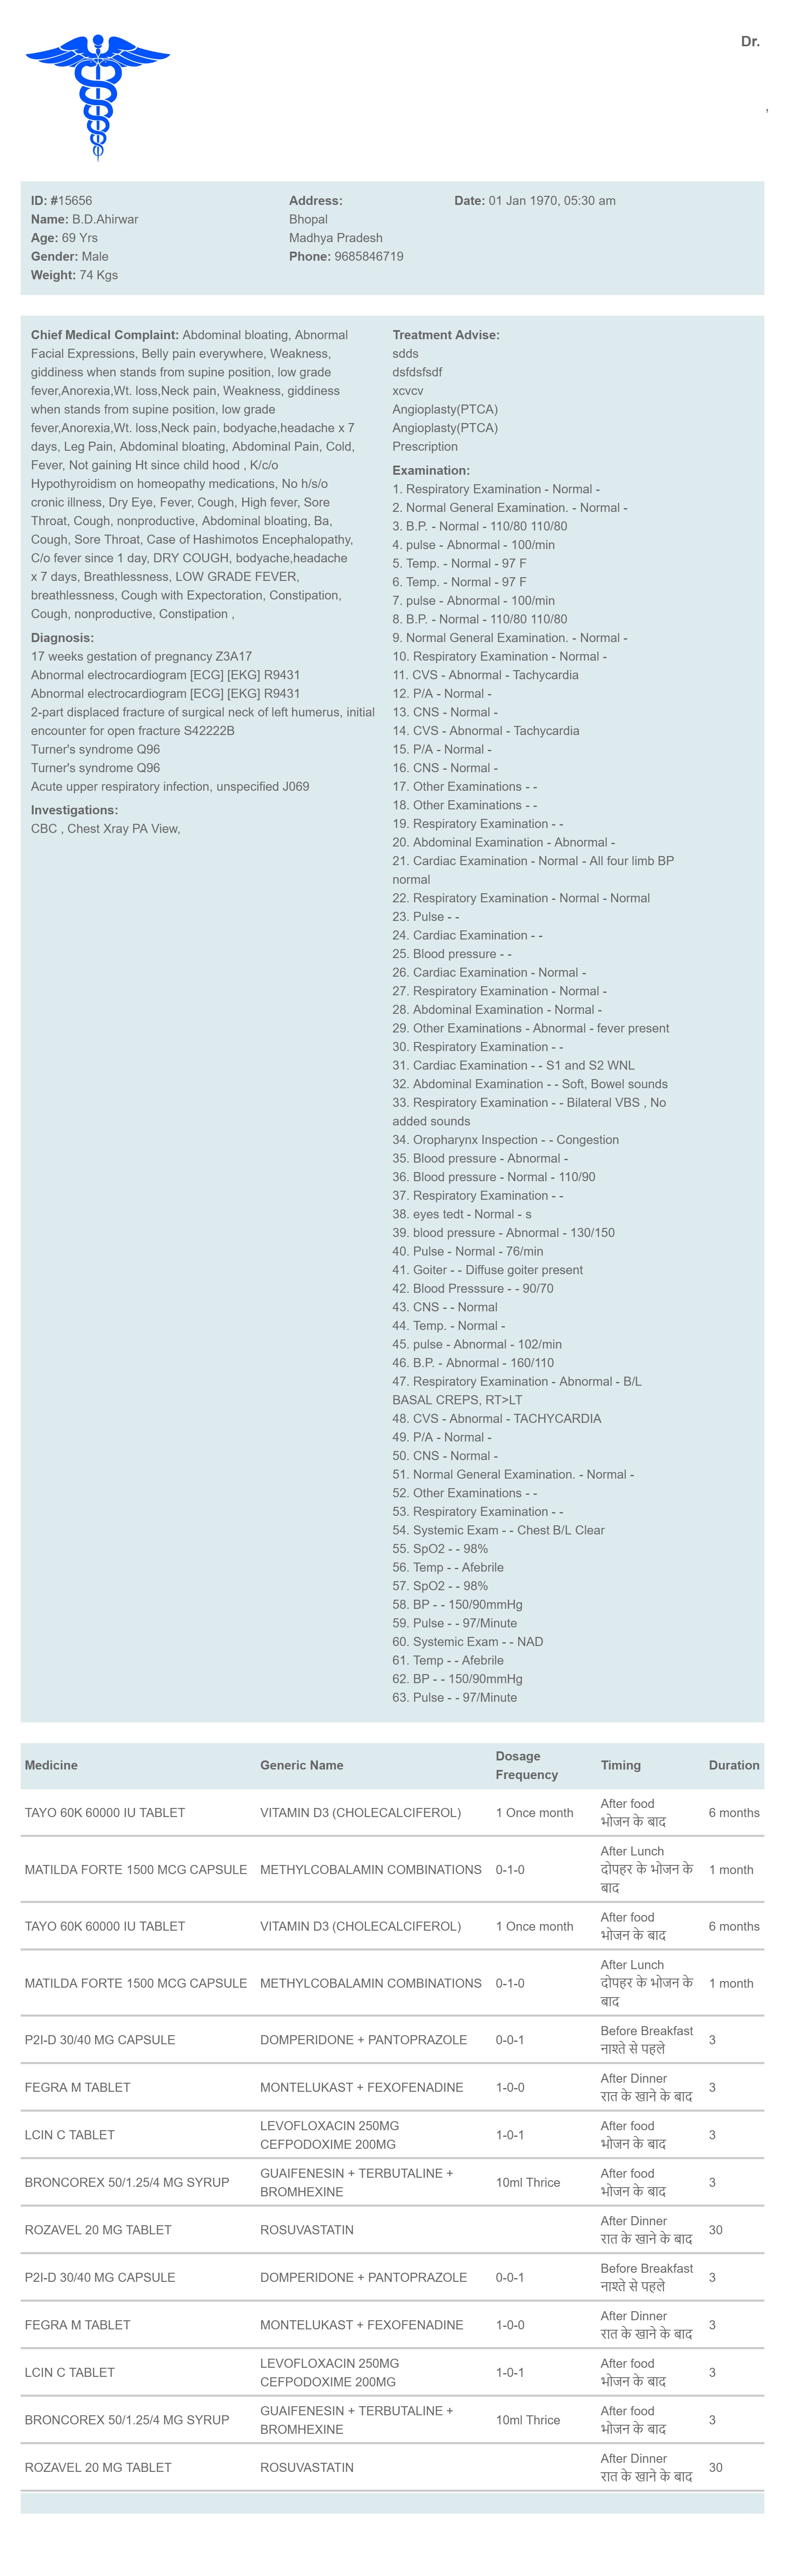 Dr.
,
ID: #15656
Name: B.D.Ahirwar
Age: 69 Yrs
Gender: Male
Weight: 74 Kgs
Address:
Bhopal
Madhya Pradesh
Phone: 9685846719
Date: 01 Jan 1970, 05:30 am
Chief Medical Complaint: Abdominal bloating, Abnormal
Facial Expressions, Belly pain everywhere, Weakness,
giddiness when stands from supine position, low grade
fever,Anorexia,Wt. loss,Neck pain, Weakness, giddiness
when stands from supine position, low grade
fever,Anorexia,Wt. loss,Neck pain, bodyache,headache x 7
days, Leg Pain, Abdominal bloating, Abdominal Pain, Cold,
Fever, Not gaining Ht since child hood , K/c/o
Hypothyroidism on homeopathy medications, No h/s/o
cronic illness, Dry Eye, Fever, Cough, High fever, Sore
Throat, Cough, nonproductive, Abdominal bloating, Ba,
Cough, Sore Throat, Case of Hashimotos Encephalopathy,
C/o fever since 1 day, DRY COUGH, bodyache,headache
x 7 days, Breathlessness, LOW GRADE FEVER,
breathlessness, Cough with Expectoration, Constipation,
Cough, nonproductive, Constipation ,
Diagnosis:
17 weeks gestation of pregnancy Z3A17
Abnormal electrocardiogram [ECG] [EKG] R9431
Abnormal electrocardiogram [ECG] [EKG] R9431
2-part displaced fracture of surgical neck of left humerus, initial
encounter for open fracture S42222B
Turner's syndrome Q96
Turner's syndrome Q96
Acute upper respiratory infection, unspecified J069
Investigations:
CBC , Chest Xray PA View,
Treatment Advise:
sdds
dsfdsfsdf
xcvcv
Angioplasty(PTCA)
Angioplasty(PTCA)
Prescription
Examination:
1. Respiratory Examination - Normal -
2. Normal General Examination. - Normal -
3. B.P. - Normal - 110/80 110/80
4. pulse - Abnormal - 100/min
5. Temp. - Normal - 97 F
6. Temp. - Normal - 97 F
7. pulse - Abnormal - 100/min
8. B.P. - Normal - 110/80 110/80
9. Normal General Examination. - Normal -
10. Respiratory Examination - Normal -
11. CVS - Abnormal - Tachycardia
12. P/A - Normal -
13. CNS - Normal -
14. CVS - Abnormal - Tachycardia
15. P/A - Normal -
16. CNS - Normal -
17. Other Examinations - -
18. Other Examinations - -
19. Respiratory Examination - -
20. Abdominal Examination - Abnormal -
21. Cardiac Examination - Normal - All four limb BP
normal
22. Respiratory Examination - Normal - Normal
23. Pulse - -
24. Cardiac Examination - -
25. Blood pressure - -
26. Cardiac Examination - Normal -
27. Respiratory Examination - Normal -
28. Abdominal Examination - Normal -
29. Other Examinations - Abnormal - fever present
30. Respiratory Examination - -
31. Cardiac Examination - - S1 and S2 WNL
32. Abdominal Examination - - Soft, Bowel sounds
33. Respiratory Examination - - Bilateral VBS , No
added sounds
34. Oropharynx Inspection - - Congestion
35. Blood pressure - Abnormal -
36. Blood pressure - Normal - 110/90
37. Respiratory Examination - -
38. eyes tedt - Normal - s
39. blood pressure - Abnormal - 130/150
40. Pulse - Normal - 76/min
41. Goiter - - Diffuse goiter present
42. Blood Presssure - - 90/70
43. CNS - - Normal
44. Temp. - Normal -
45. pulse - Abnormal - 102/min
46. B.P. - Abnormal - 160/110
47. Respiratory Examination - Abnormal - B/L
BASAL CREPS, RT>LT
48. CVS - Abnormal - TACHYCARDIA
49. P/A - Normal -
50. CNS - Normal -
51. Normal General Examination. - Normal -
52. Other Examinations - -
53. Respiratory Examination - -
54. Systemic Exam - - Chest B/L Clear
55. SpO2 - - 98%
56. Temp - - Afebrile
57. SpO2 - - 98%
58. BP - - 150/90mmHg
59. Pulse - - 97/Minute
60. Systemic Exam - - NAD
61. Temp - - Afebrile
62. BP - - 150/90mmHg
63. Pulse - - 97/Minute
Medicine Generic Name Dosage Frequency Timing Duration
TAYO 60K 60000 IU TABLET VITAMIN D3 (CHOLECALCIFEROL) 1 Once month After food भोजन के बाद 6 months
MATILDA FORTE 1500 MCG CAPSULE METHYLCOBALAMIN COMBINATIONS 0-1-0 After Lunch दोपहर के भोजन के बाद 1 month
TAYO 60K 60000 IU TABLET VITAMIN D3 (CHOLECALCIFEROL) 1 Once month After food भोजन के बाद 6 months
MATILDA FORTE 1500 MCG CAPSULE METHYLCOBALAMIN COMBINATIONS 0-1-0 After Lunch दोपहर के भोजन के बाद 1 month
P2I-D 30/40 MG CAPSULE DOMPERIDONE + PANTOPRAZOLE 0-0-1 Before Breakfast नाश्ते से पहले 3
FEGRA M TABLET MONTELUKAST + FEXOFENADINE 1-0-0 After Dinner रात के खाने के बाद 3
LCIN C TABLET LEVOFLOXACIN 250MG CEFPODOXIME 200MG 1-0-1 After food भोजन के बाद 3
BRONCOREX 50/1.25/4 MG SYRUP GUAIFENESIN + TERBUTALINE + BROMHEXINE 10ml Thrice After food भोजन के बाद 3
ROZAVEL 20 MG TABLET ROSUVASTATIN After Dinner रात के खाने के बाद 30
P2I-D 30/40 MG CAPSULE DOMPERIDONE + PANTOPRAZOLE 0-0-1 Before Breakfast नाश्ते से पहले 3
FEGRA M TABLET MONTELUKAST + FEXOFENADINE 1-0-0 After Dinner रात के खाने के बाद 3
LCIN C TABLET LEVOFLOXACIN 250MG CEFPODOXIME 200MG 1-0-1 After food भोजन के बाद 3
BRONCOREX 50/1.25/4 MG SYRUP GUAIFENESIN + TERBUTALINE + BROMHEXINE 10ml Thrice After food भोजन के बाद 3
ROZAVEL 20 MG TABLET ROSUVASTATIN After Dinner रात के खाने के बाद 30